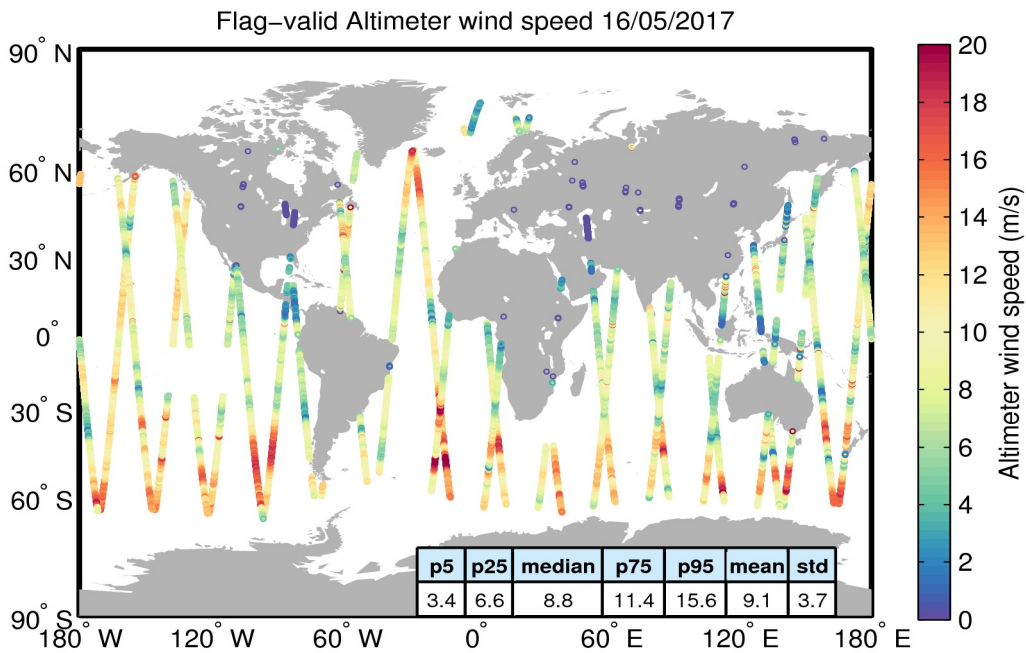 Flag−valid Altimeter wind speed 16/05/2017
90° N
60° N
30° N
0°
30° S
60° S
90° S
180° W
120° W
60° W
0°
60° E
120° E
180° E
p5 p25 median p75 p95 mean std
3.4 6.6 8.8 11.4 15.6 9.1 3.7
20
18
16
14
12
10
8
6
4
2
0
Altimeter wind speed (m/s)